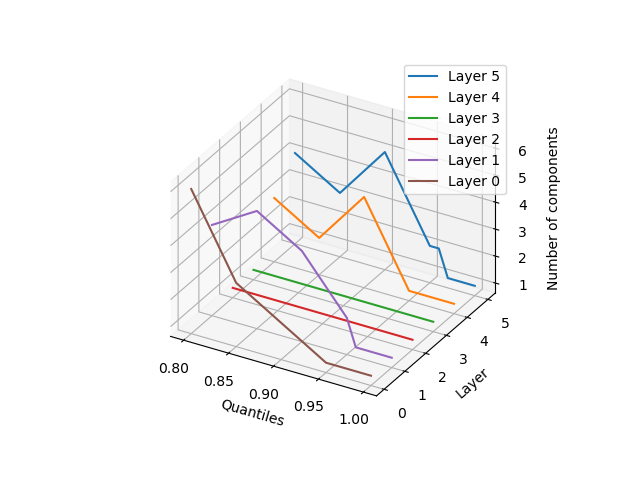 Layer 5
Layer 4
Layer 3
Layer 2
Layer 1
Layer 0
6
5
4
3
2
1
Number of components
5
4
3
2
1
0
Layer
0.80
0.85
0.90
0.95
1.00
Quantiles